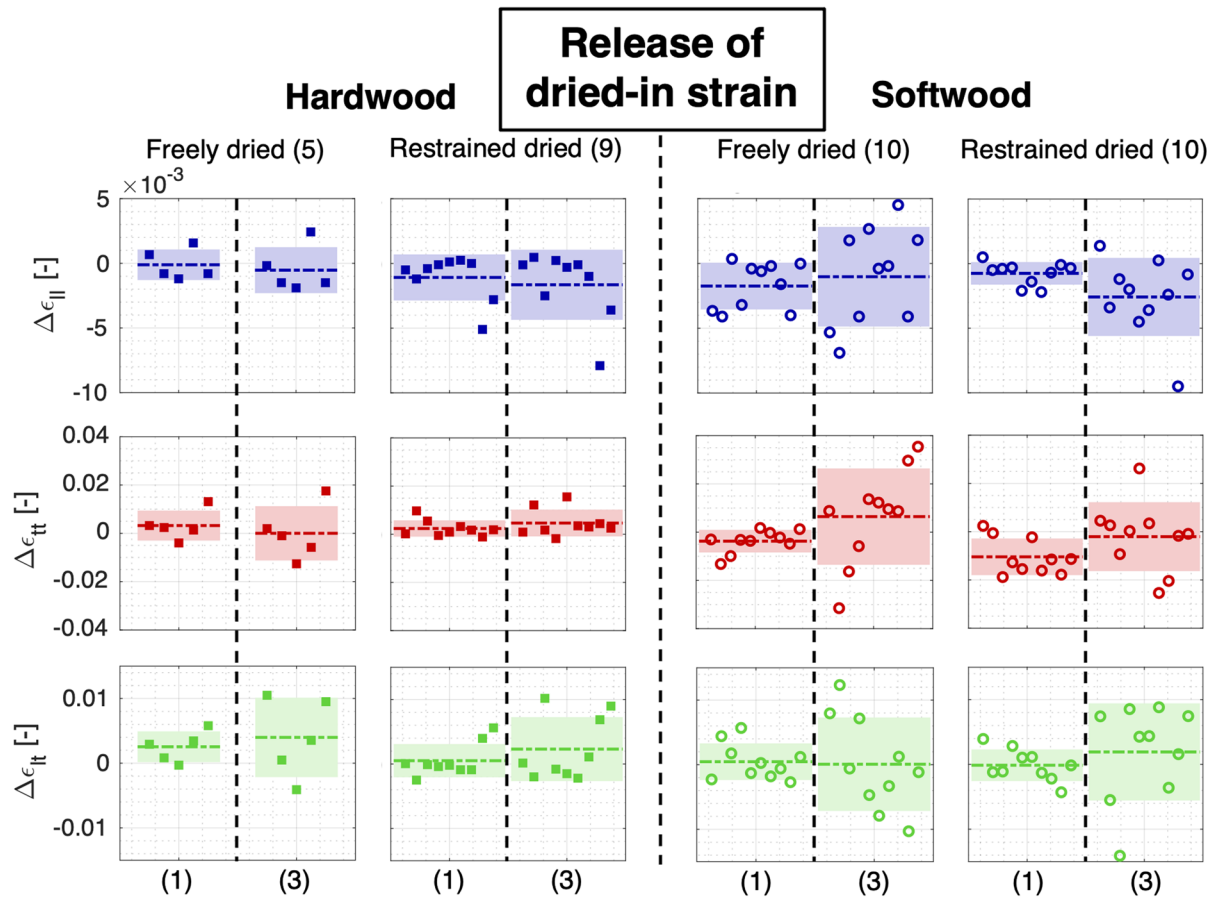 Release of
dried-in strain
Hardwood
Softwood
Freely dried (5)
Restrained dried (9)
Freely dried (10)
Restrained dried (10)
×10⁻³
5
0
-5
-10
Δϵ_ll [-]
0.04
0.02
0
-0.02
-0.04
Δϵ_tt [-]
0.01
0
-0.01
Δϵ_lt [-]
(1) (3) (1) (3) (1) (3) (1) (3)